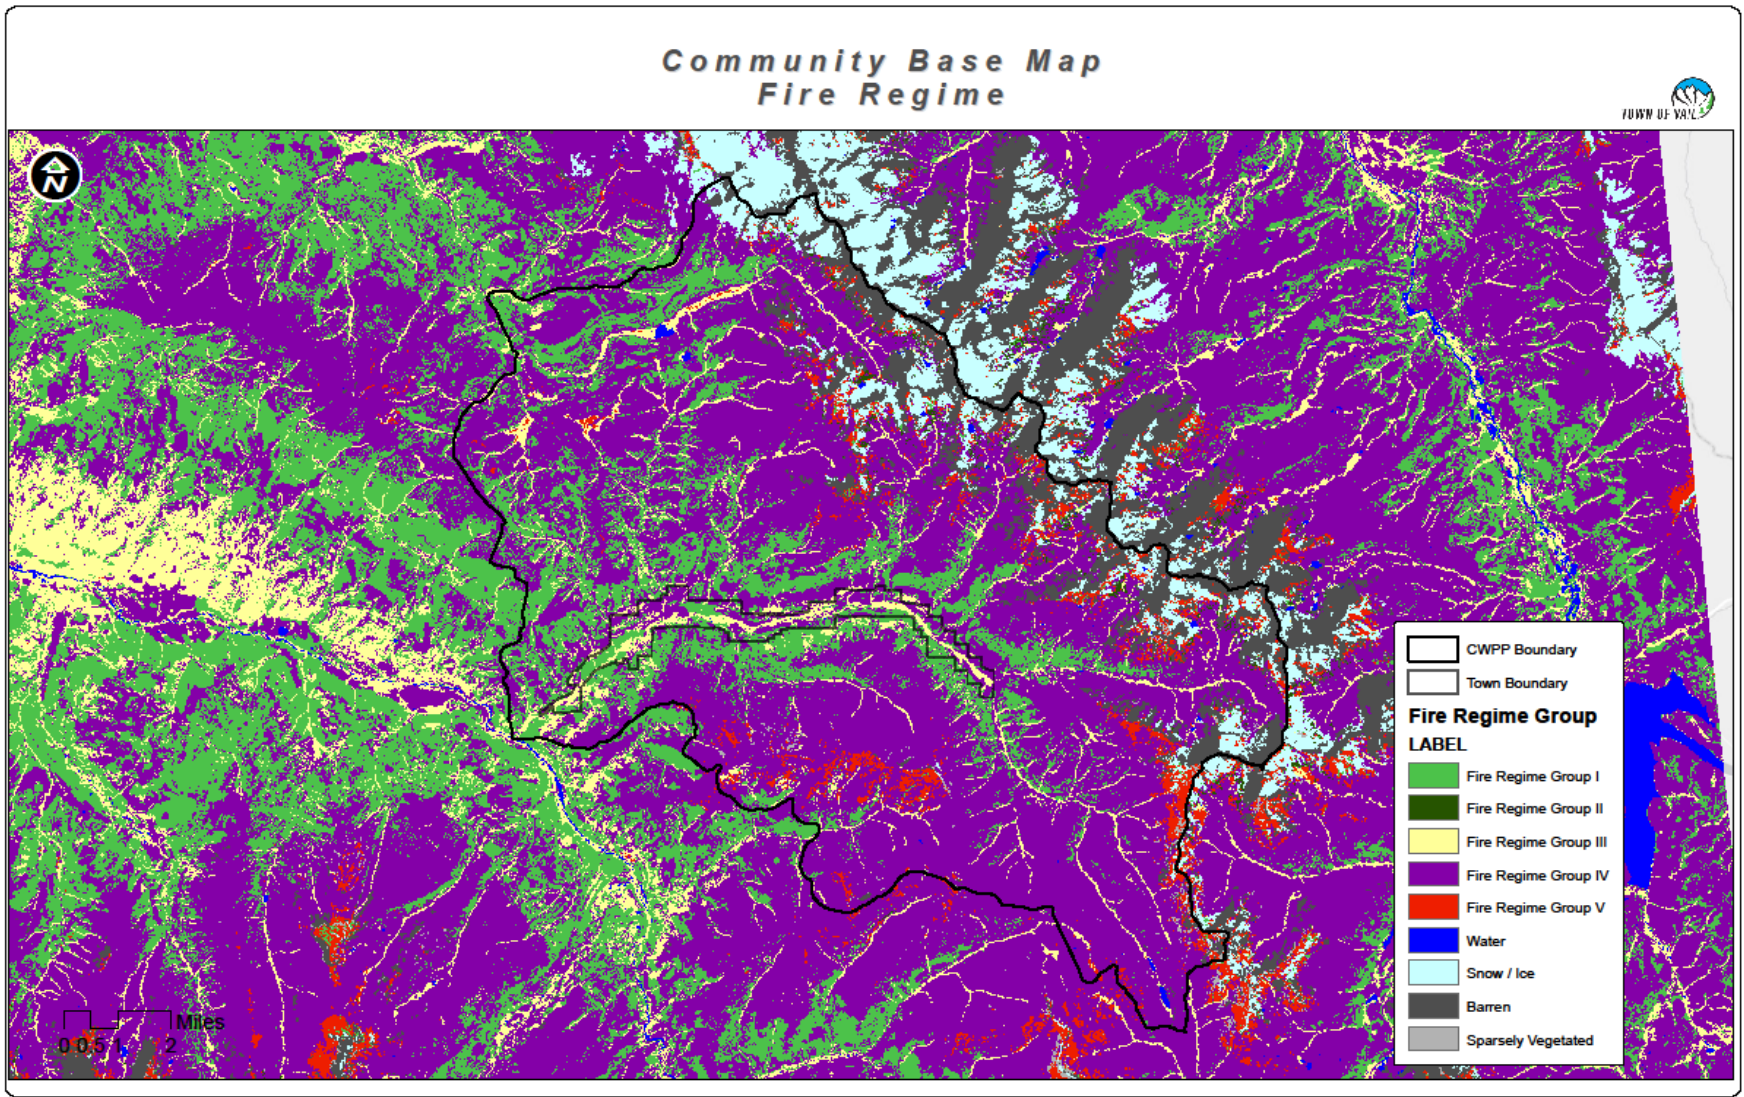 Community Base Map
Fire Regime
TOWN OF VAIL
N
CWPP Boundary
Town Boundary
Fire Regime Group
LABEL
Fire Regime Group I
Fire Regime Group II
Fire Regime Group III
Fire Regime Group IV
Fire Regime Group V
Water
Snow / Ice
Barren
Sparsely Vegetated
Miles
0 0.5 1 2